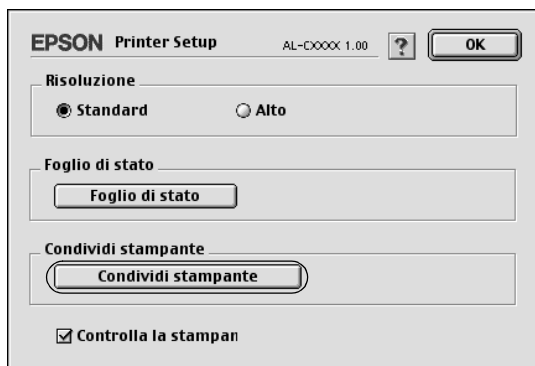 EPSON Printer Setup AL-CXXXX 1.00 ? OK
Risoluzione
Standard Alto
Foglio di stato
Foglio di stato
Condividi stampante
Condividi stampante
Controlla la stampan